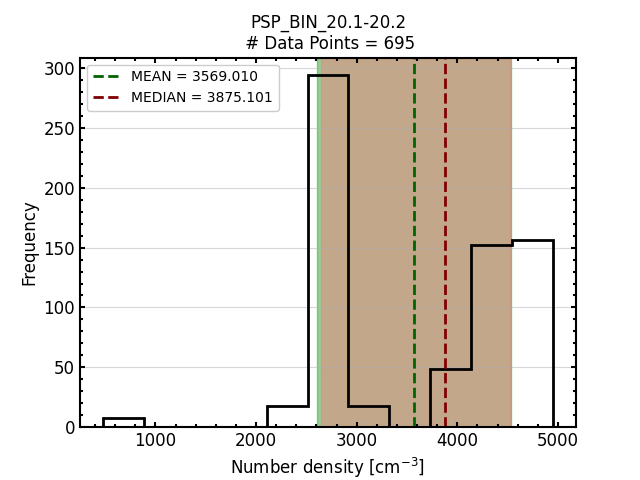 PSP_BIN_20.1-20.2
# Data Points = 695
MEAN = 3569.010
MEDIAN = 3875.101
300
250
200
150
100
50
0
Frequency
1000 2000 3000 4000 5000
Number density [cm⁻³]